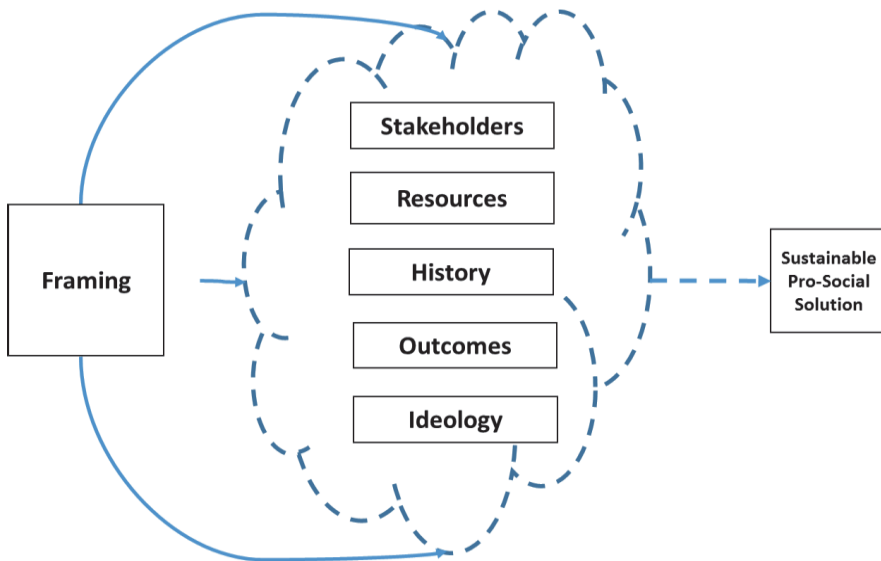 Framing
Stakeholders
Resources
History
Outcomes
Ideology
Sustainable
Pro-Social
Solution